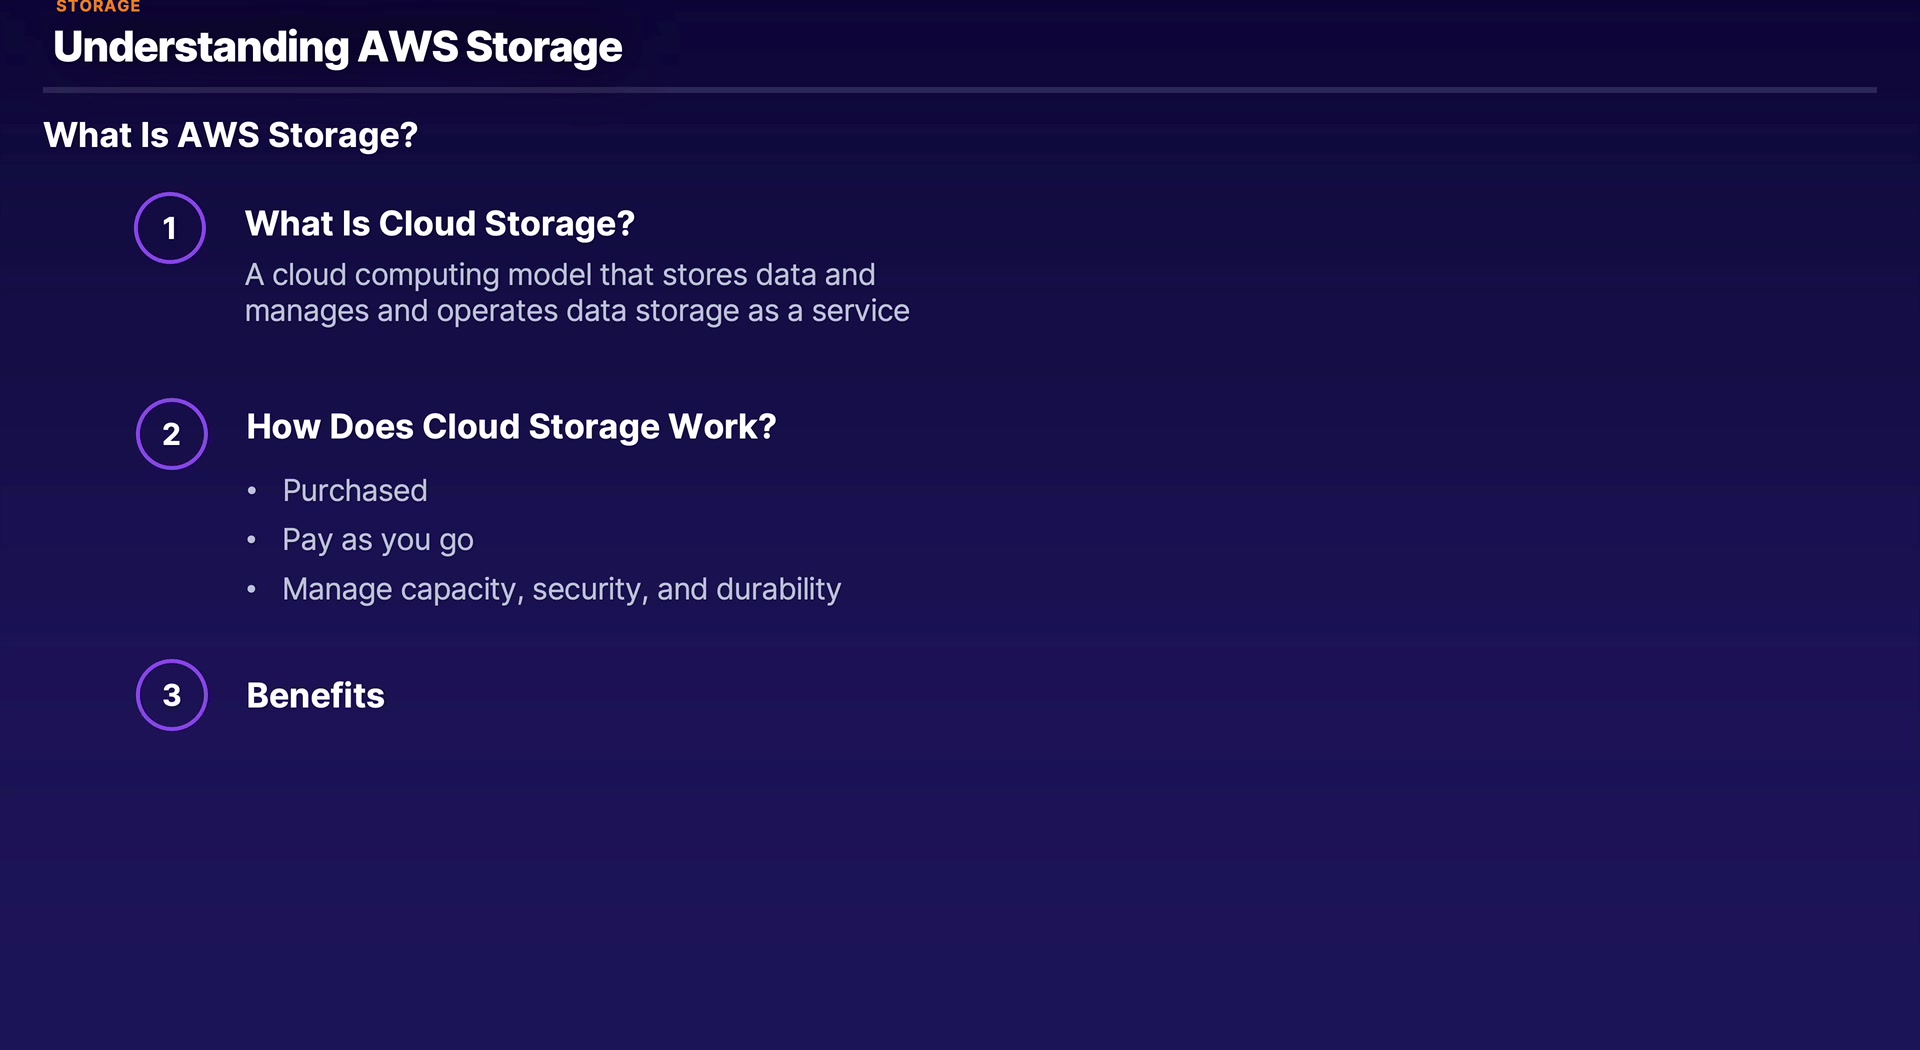 STORAGE
Understanding AWS Storage
What Is AWS Storage?
1
What Is Cloud Storage?
A cloud computing model that stores data and
manages and operates data storage as a service
2
How Does Cloud Storage Work?
• Purchased
• Pay as you go
• Manage capacity, security, and durability
3
Benefits